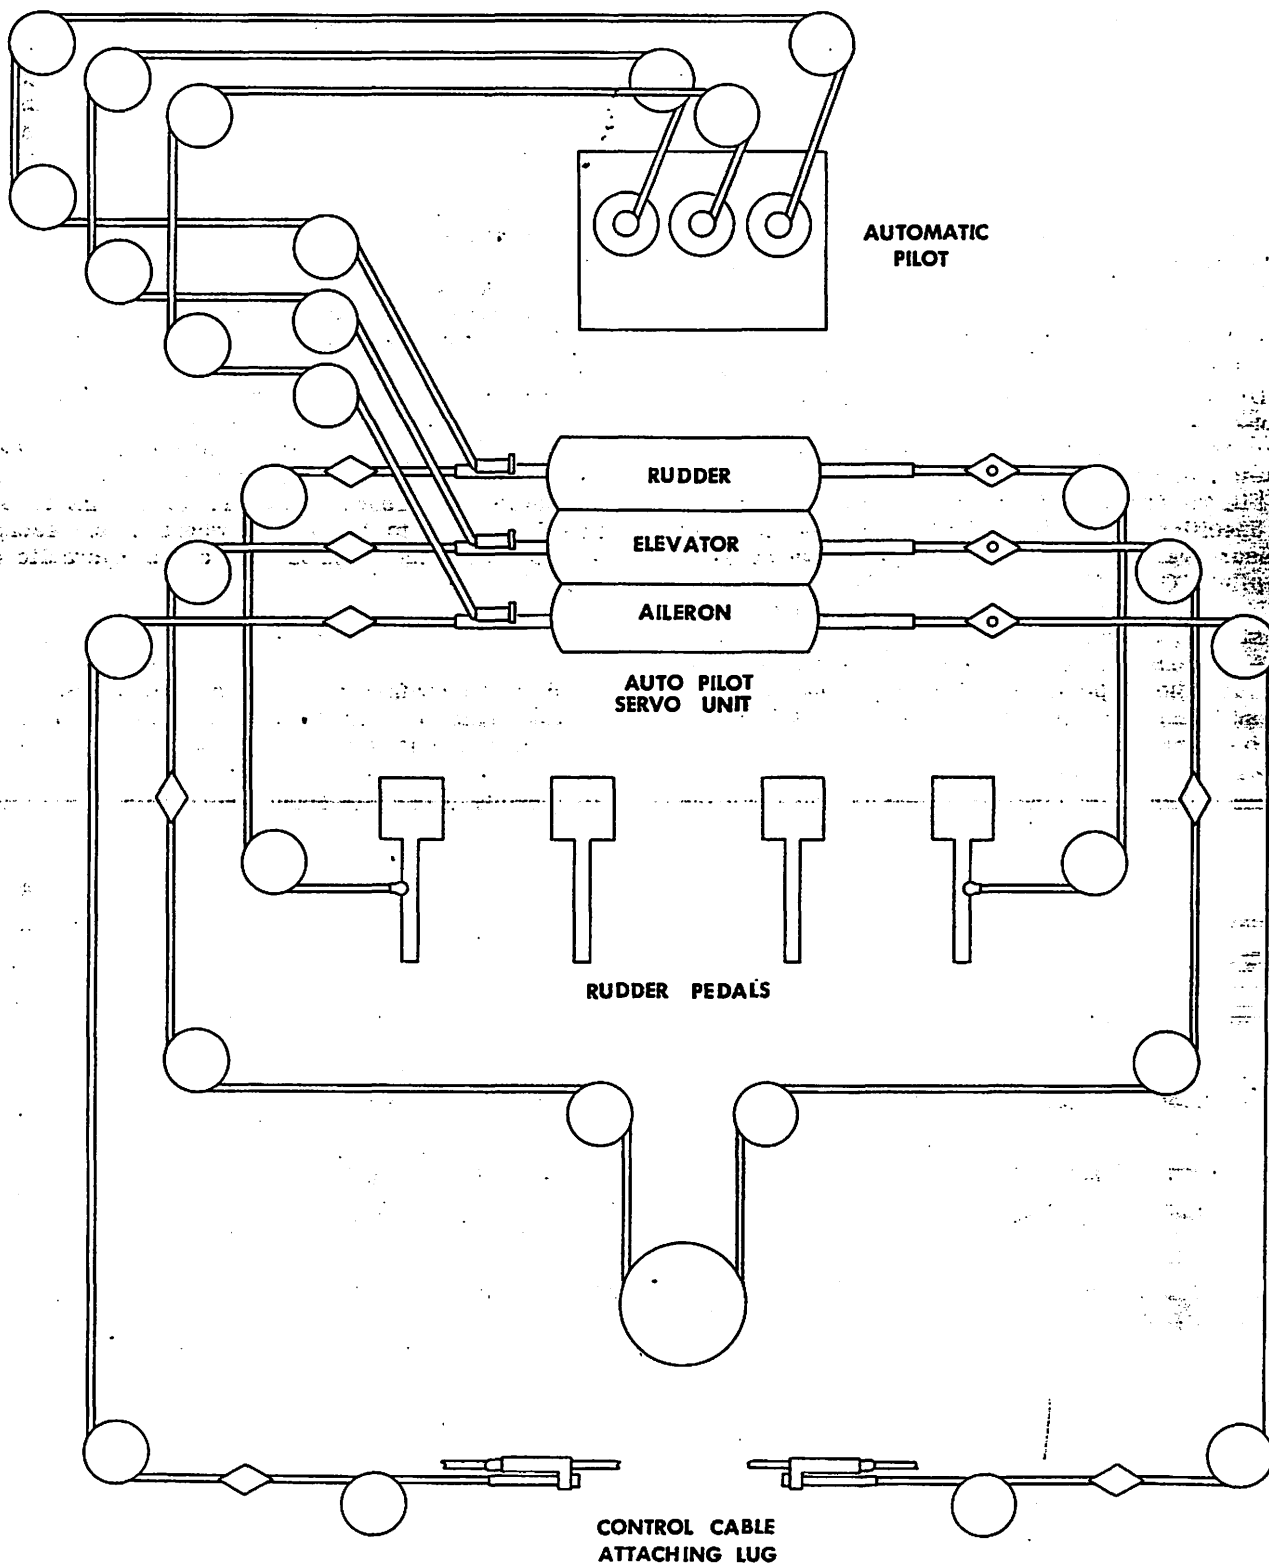 AUTOMATIC
PILOT
RUDDER
ELEVATOR
AILERON
AUTO PILOT
SERVO UNIT
RUDDER PEDALS
CONTROL CABLE
ATTACHING LUG